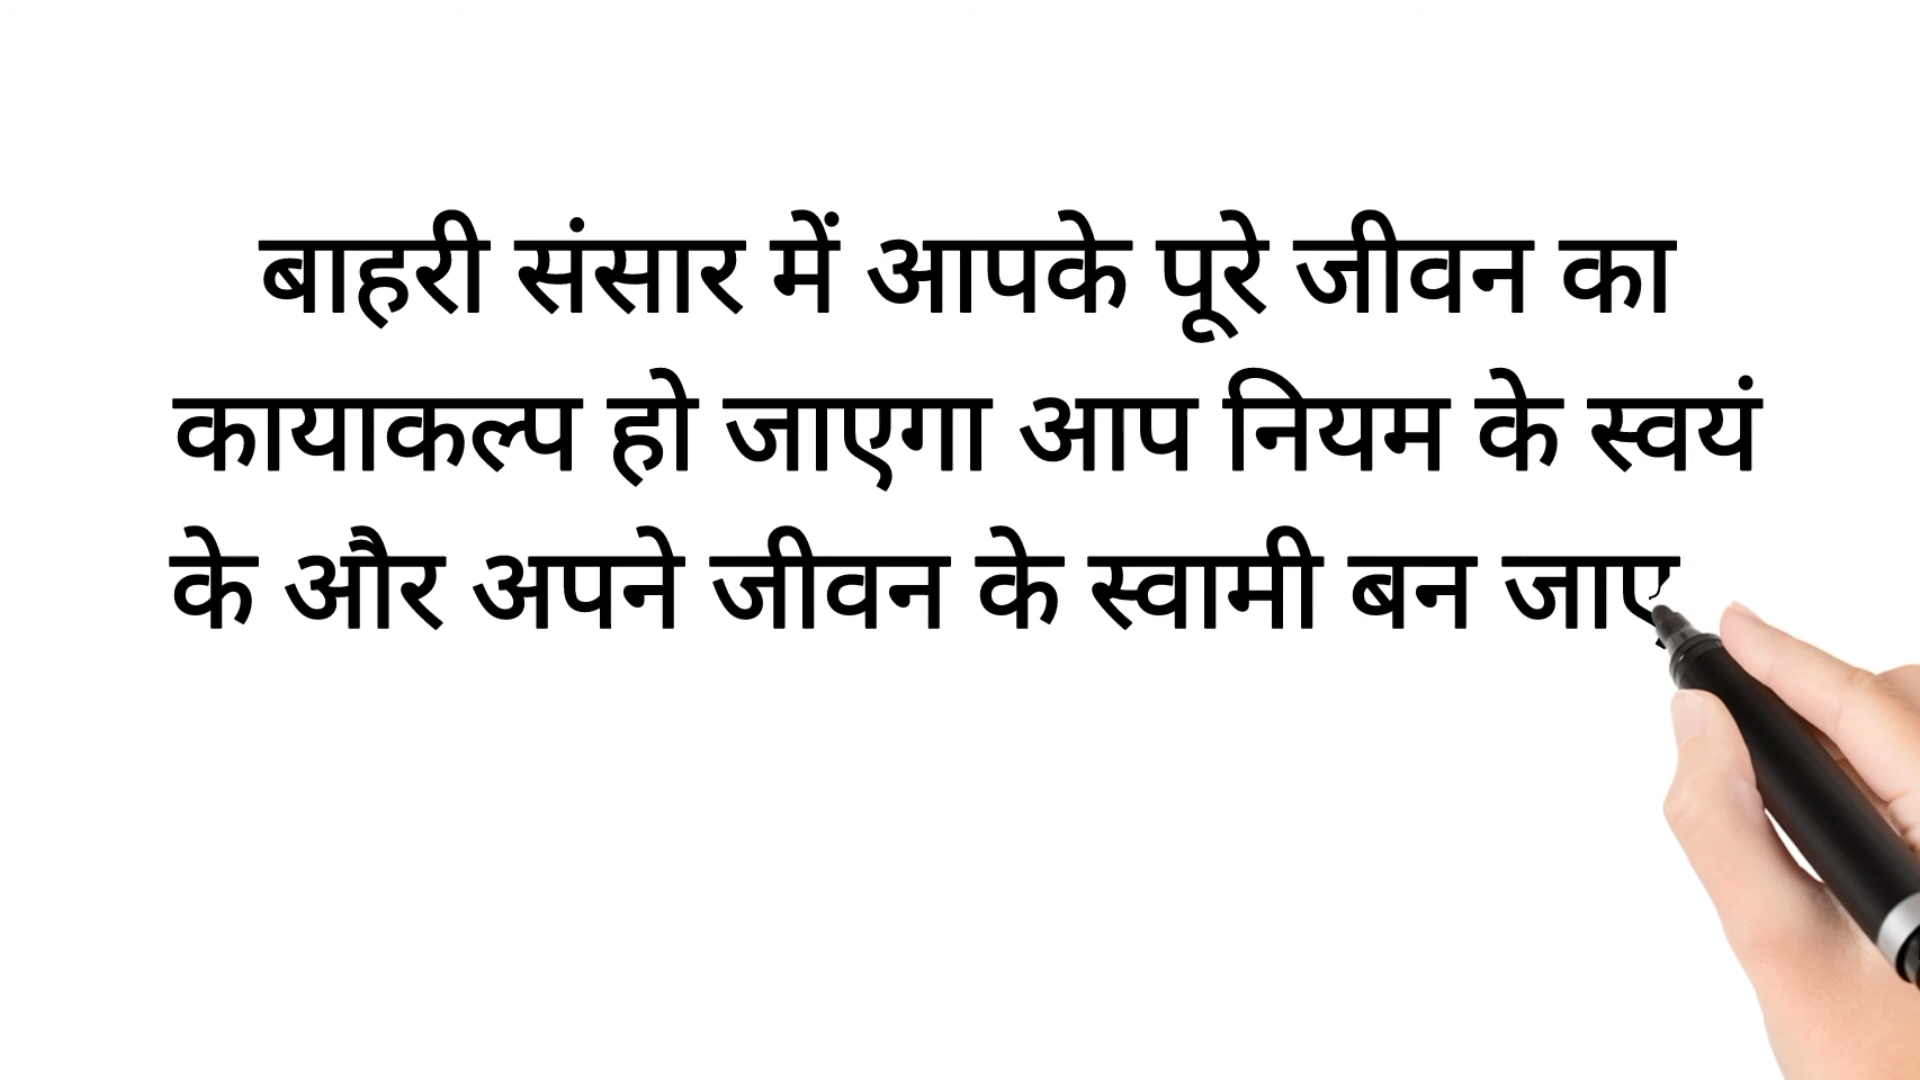 बाहरी संसार में आपके पूरे जीवन का
कायाकल्प हो जाएगा आप नियम के स्वयं
के और अपने जीवन के स्वामी बन जाए